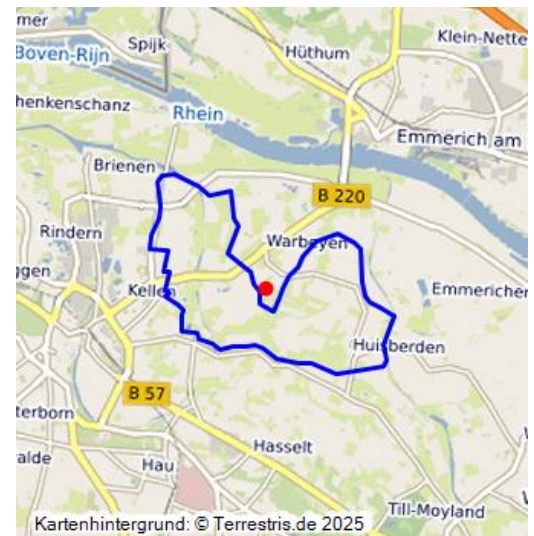 mer
Spijk
Klein-Nette
Hüthum
Boven-Rijn
henkenschanz
Rhein
Emmerich am
Brienen
B 220
Rindern
Warbeyen
ggen
Kellen
Emmericher
Huisberden
B 57
terborn
Hasselt
alde
Hau
Till-Moyland
Kartenhintergrund: © Terrestris.de 2025